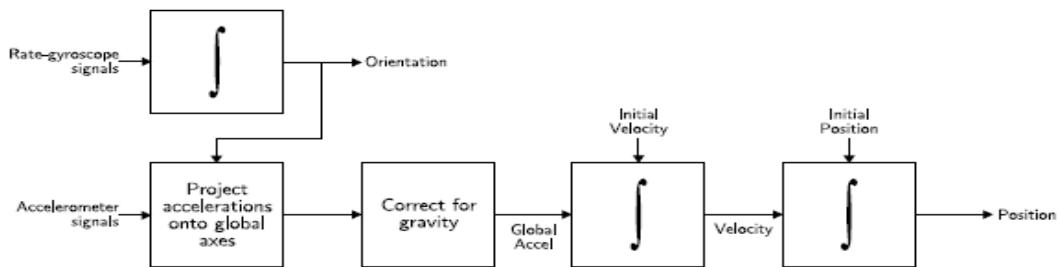 Rate-gyroscope
signals
∫
Orientation
Initial
Velocity
Initial
Position
Accelerometer
signals
Project
accelerations
onto global
axes
Correct for
gravity
Global
Accel
∫
Velocity
∫
Position